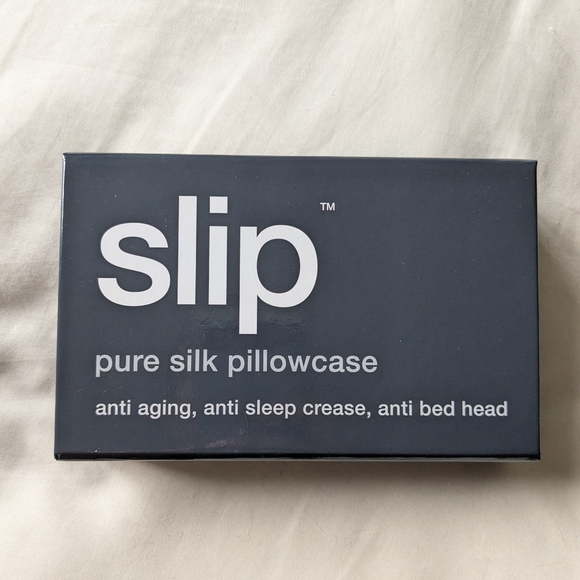 slip™
pure silk pillowcase
anti aging, anti sleep crease, anti bed head